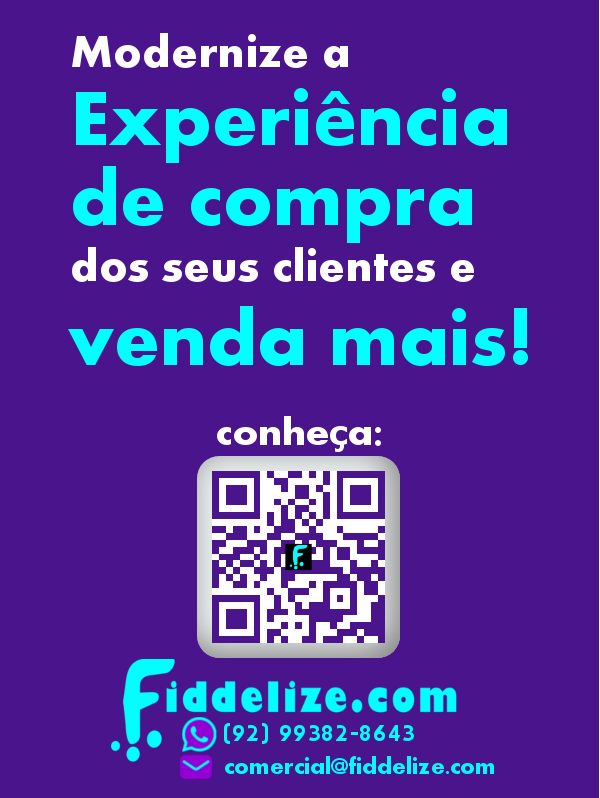 Modernize a
Experiência
de compra
dos seus clientes e
venda mais!
conheça:
F
Fiddelize.com
(92) 99382-8643
comercial@fiddelize.com